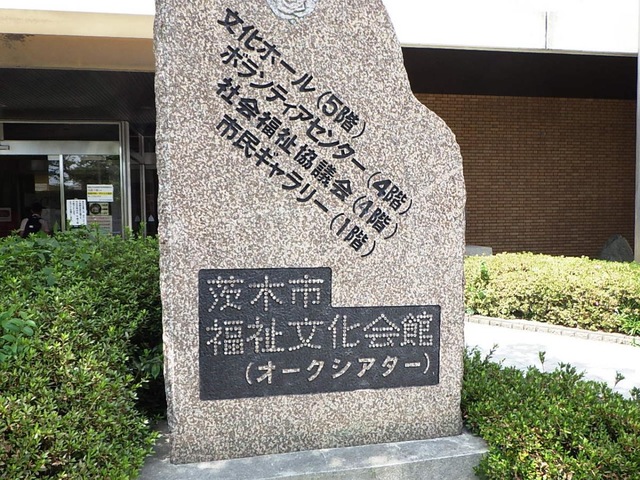 文化ホール(5階)
ボランティアセンター(4階)
社会福祉協議会(1階)
市民ギャラリー(1階)
茨木市
福祉文化会館
(オークシアター)